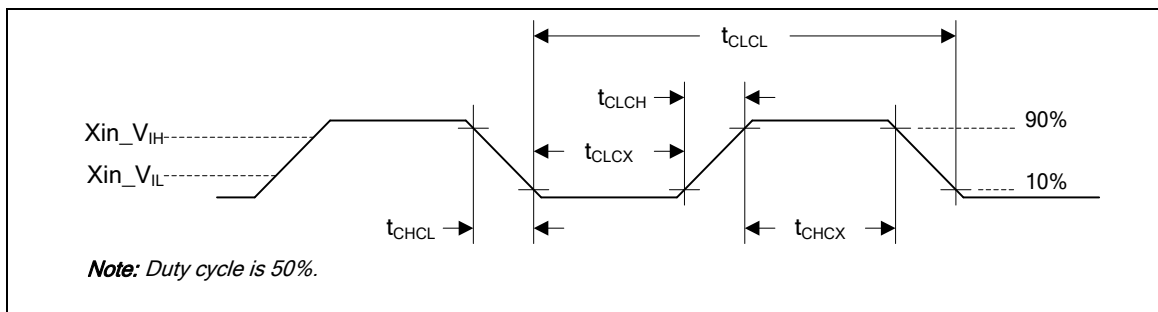 tCLCL
tCLCH
Xin_VIH
90%
tCLCX
Xin_VIL
10%
tCHCL
tCHCX
Note: Duty cycle is 50%.